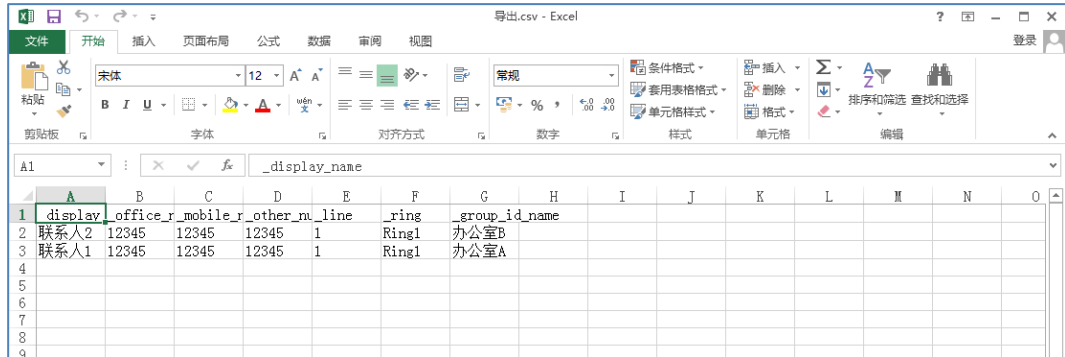 导出.csv - Excel
文件 开始 插入 页面布局 公式 数据 审阅 视图 登录
宋体 12 A A 常规 条件格式 插入 Σ
粘贴 套用表格格式 删除
B I U A wén 文 % 单元格样式 格式 排序和筛选 查找和选择
剪贴板 字体 对齐方式 数字 样式 单元格 编辑
A1 fx _display_name
A B C D E F G H I J K L M N O
1 _display_ _office_n _mobile_n _other_nu _line _ring _group_id_name
2 联系人2 12345 12345 12345 1 Ring1 办公室B
3 联系人1 12345 12345 12345 1 Ring1 办公室A
4
5
6
7
8
9